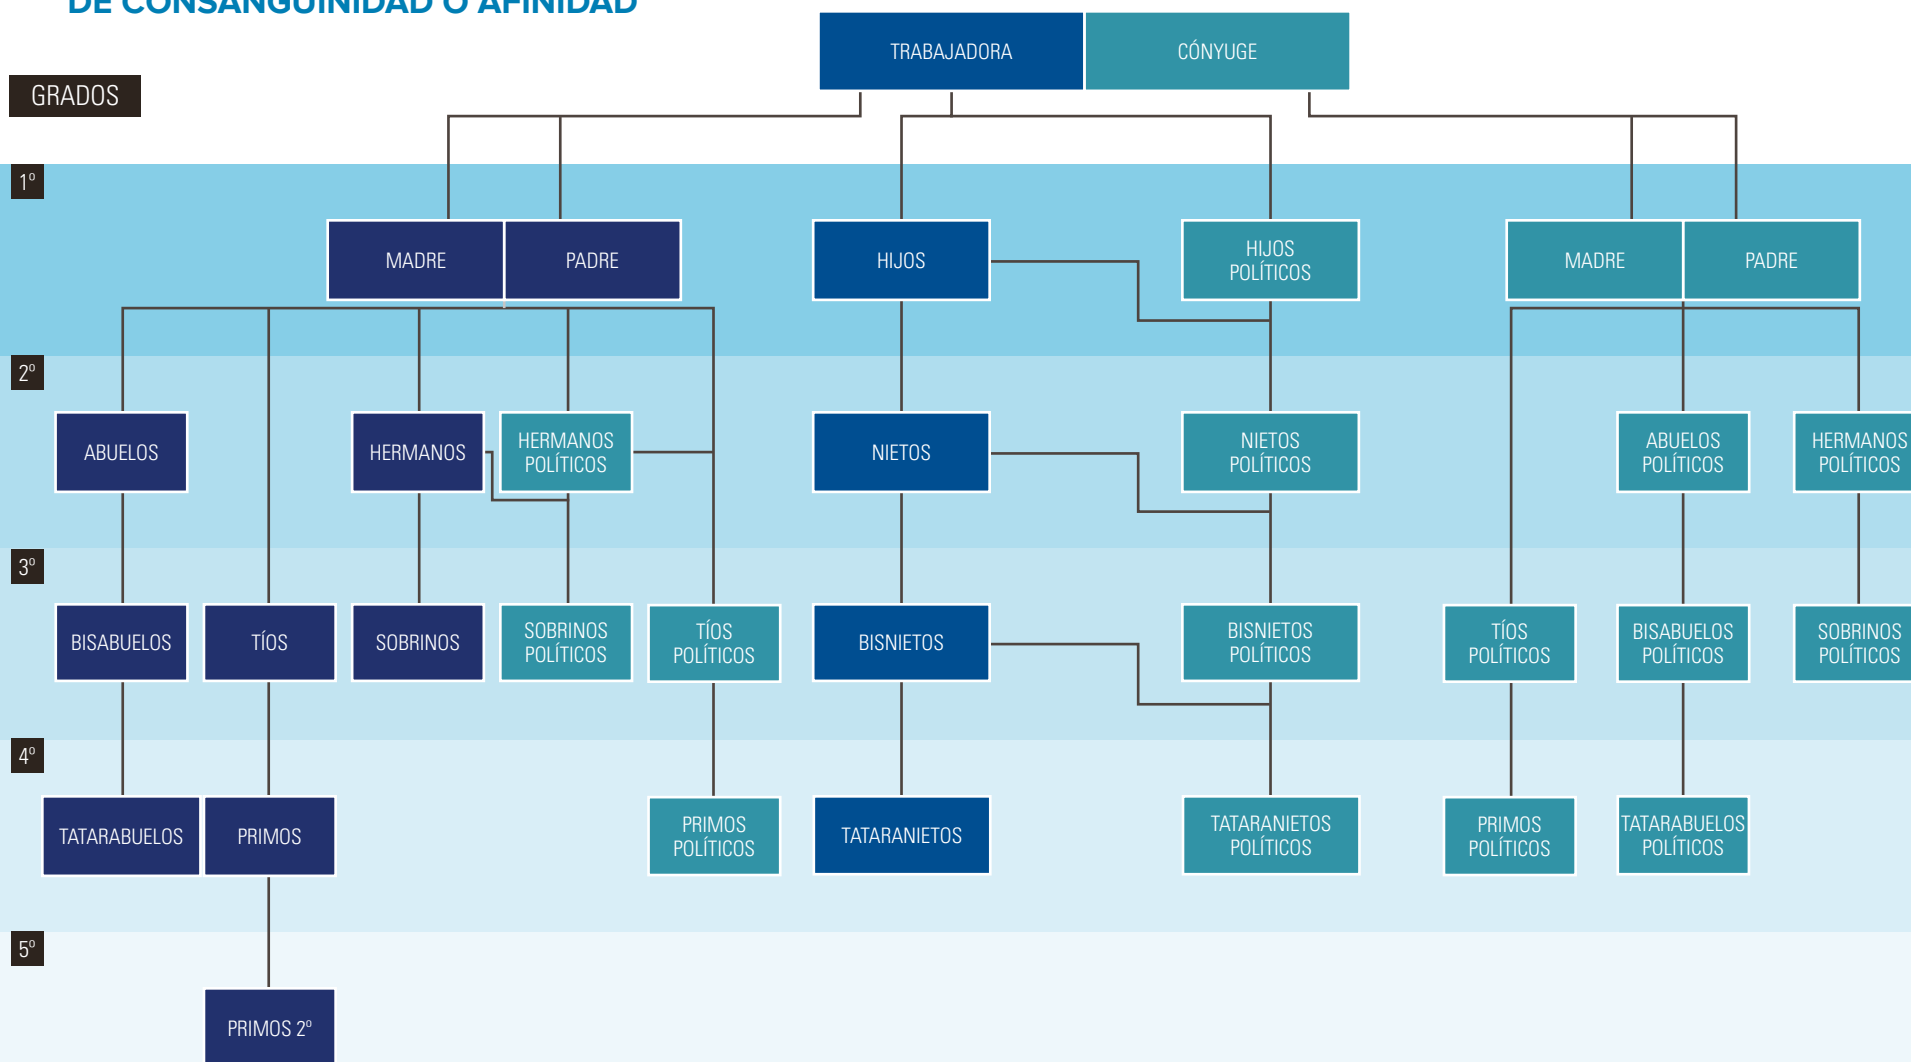 DE CONSANGUINIDAD O AFINIDAD
TRABAJADORA
CÓNYUGE
GRADOS
1º
MADRE
PADRE
HIJOS
HIJOS
POLÍTICOS
MADRE
PADRE
2º
ABUELOS
HERMANOS
HERMANOS
POLÍTICOS
NIETOS
NIETOS
POLÍTICOS
ABUELOS
POLÍTICOS
HERMANOS
POLÍTICOS
3º
BISABUELOS
TÍOS
SOBRINOS
SOBRINOS
POLÍTICOS
TÍOS
POLÍTICOS
BISNIETOS
BISNIETOS
POLÍTICOS
TÍOS
POLÍTICOS
BISABUELOS
POLÍTICOS
SOBRINOS
POLÍTICOS
4º
TATARABUELOS
PRIMOS
PRIMOS
POLÍTICOS
TATARANIETOS
TATARANIETOS
POLÍTICOS
PRIMOS
POLÍTICOS
TATARABUELOS
POLÍTICOS
5º
PRIMOS 2º